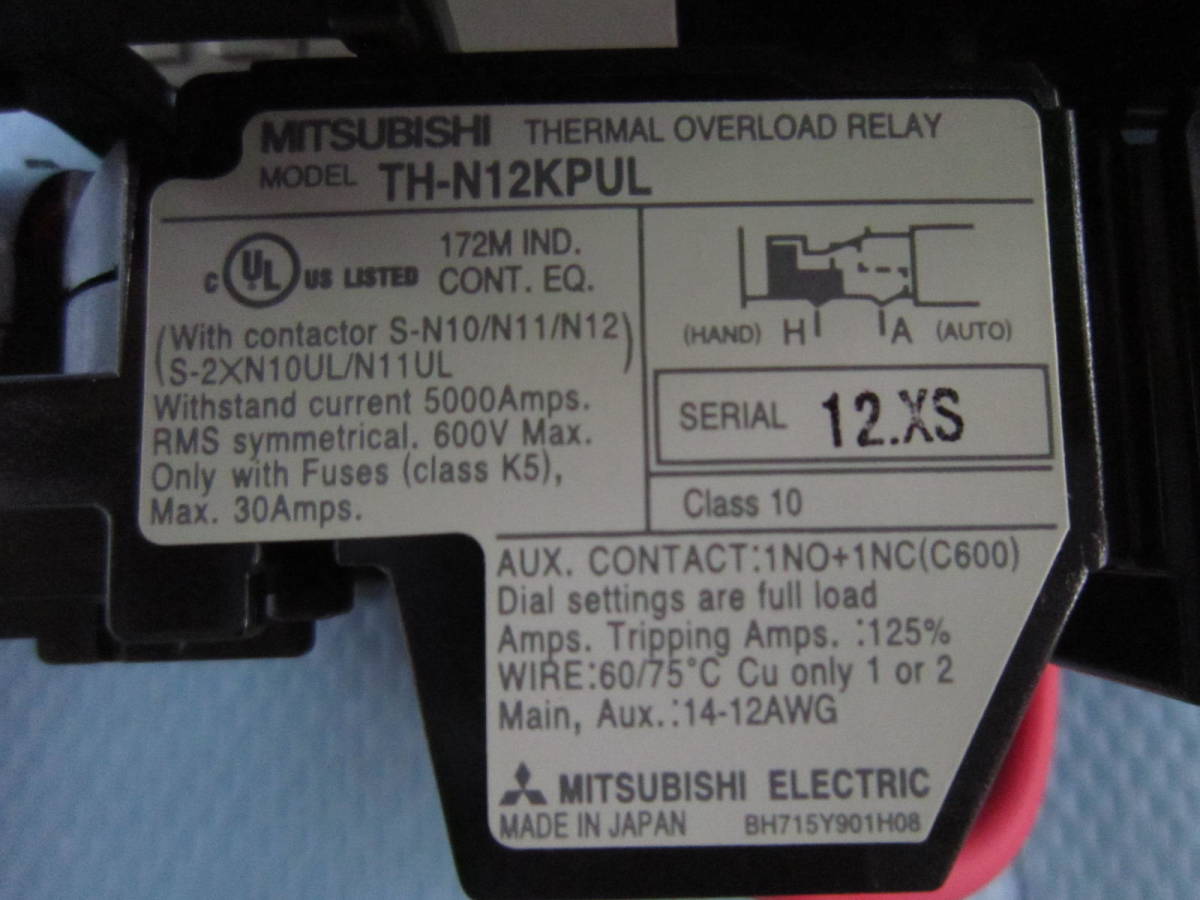 MITSUBISHI THERMAL OVERLOAD RELAY
MODEL TH-N12KPUL
C UL US LISTED
172M IND.
CONT. EQ.
(With contactor S-N10/N11/N12)
(S-2XN10UL/N11UL)
Withstand current 5000Amps.
RMS symmetrical. 600V Max.
Only with Fuses (class K5),
Max. 30Amps.
(HAND) H A (AUTO)
SERIAL 12.XS
Class 10
AUX. CONTACT:1NO+1NC(C600)
Dial settings are full load
Amps. Tripping Amps. :125%
WIRE:60/75°C Cu only 1 or 2
Main, Aux.:14-12AWG
MITSUBISHI ELECTRIC
MADE IN JAPAN BH715Y901H08